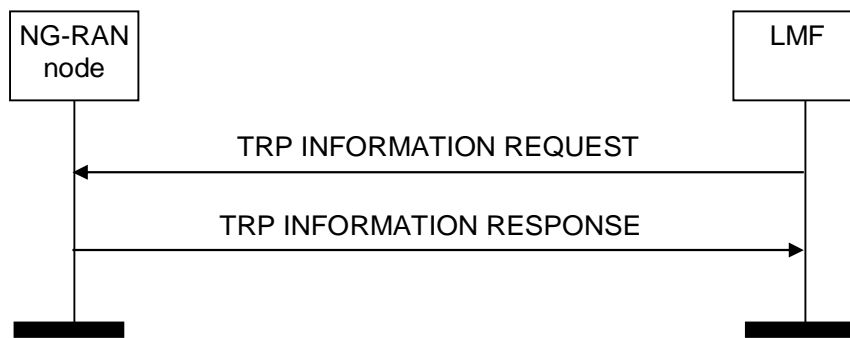 NG-RAN
node
LMF
TRP INFORMATION REQUEST
TRP INFORMATION RESPONSE